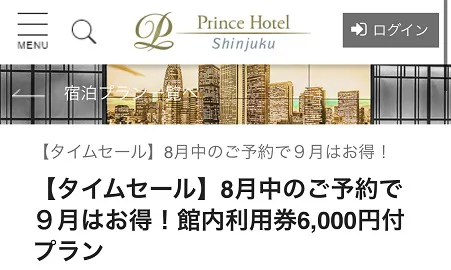 Prince Hotel
Shinjuku
ログイン
MENU
宿泊プラン一覧へ
【タイムセール】8月中のご予約で９月はお得！
【タイムセール】8月中のご予約で
９月はお得！館内利用券6,000円付
プラン